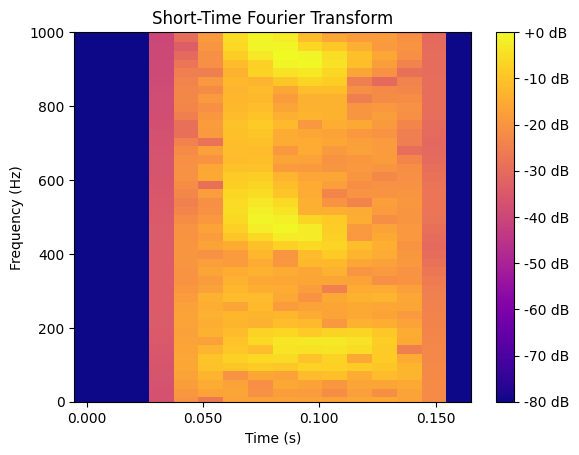 Short-Time Fourier Transform
1000
800
600
400
200
0
Frequency (Hz)
0.000
0.050
0.100
0.150
Time (s)
+0 dB
-10 dB
-20 dB
-30 dB
-40 dB
-50 dB
-60 dB
-70 dB
-80 dB